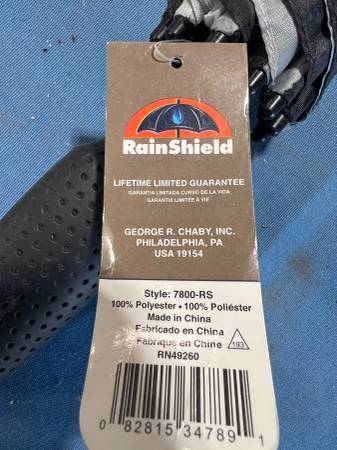 RainShield
LIFETIME LIMITED GUARANTEE
GARANTIA LIMITADA CURSO DE LA VIDA
GARANTIE LIMITÉE À VIE
GEORGE R. CHABY, INC.
PHILADELPHIA, PA
USA 19154
Style: 7800-RS
100% Polyester • 100% Poliéster
Made in China
Fabricado en China
Fabrique en Chine 193
RN49260
0 82815 34789 1